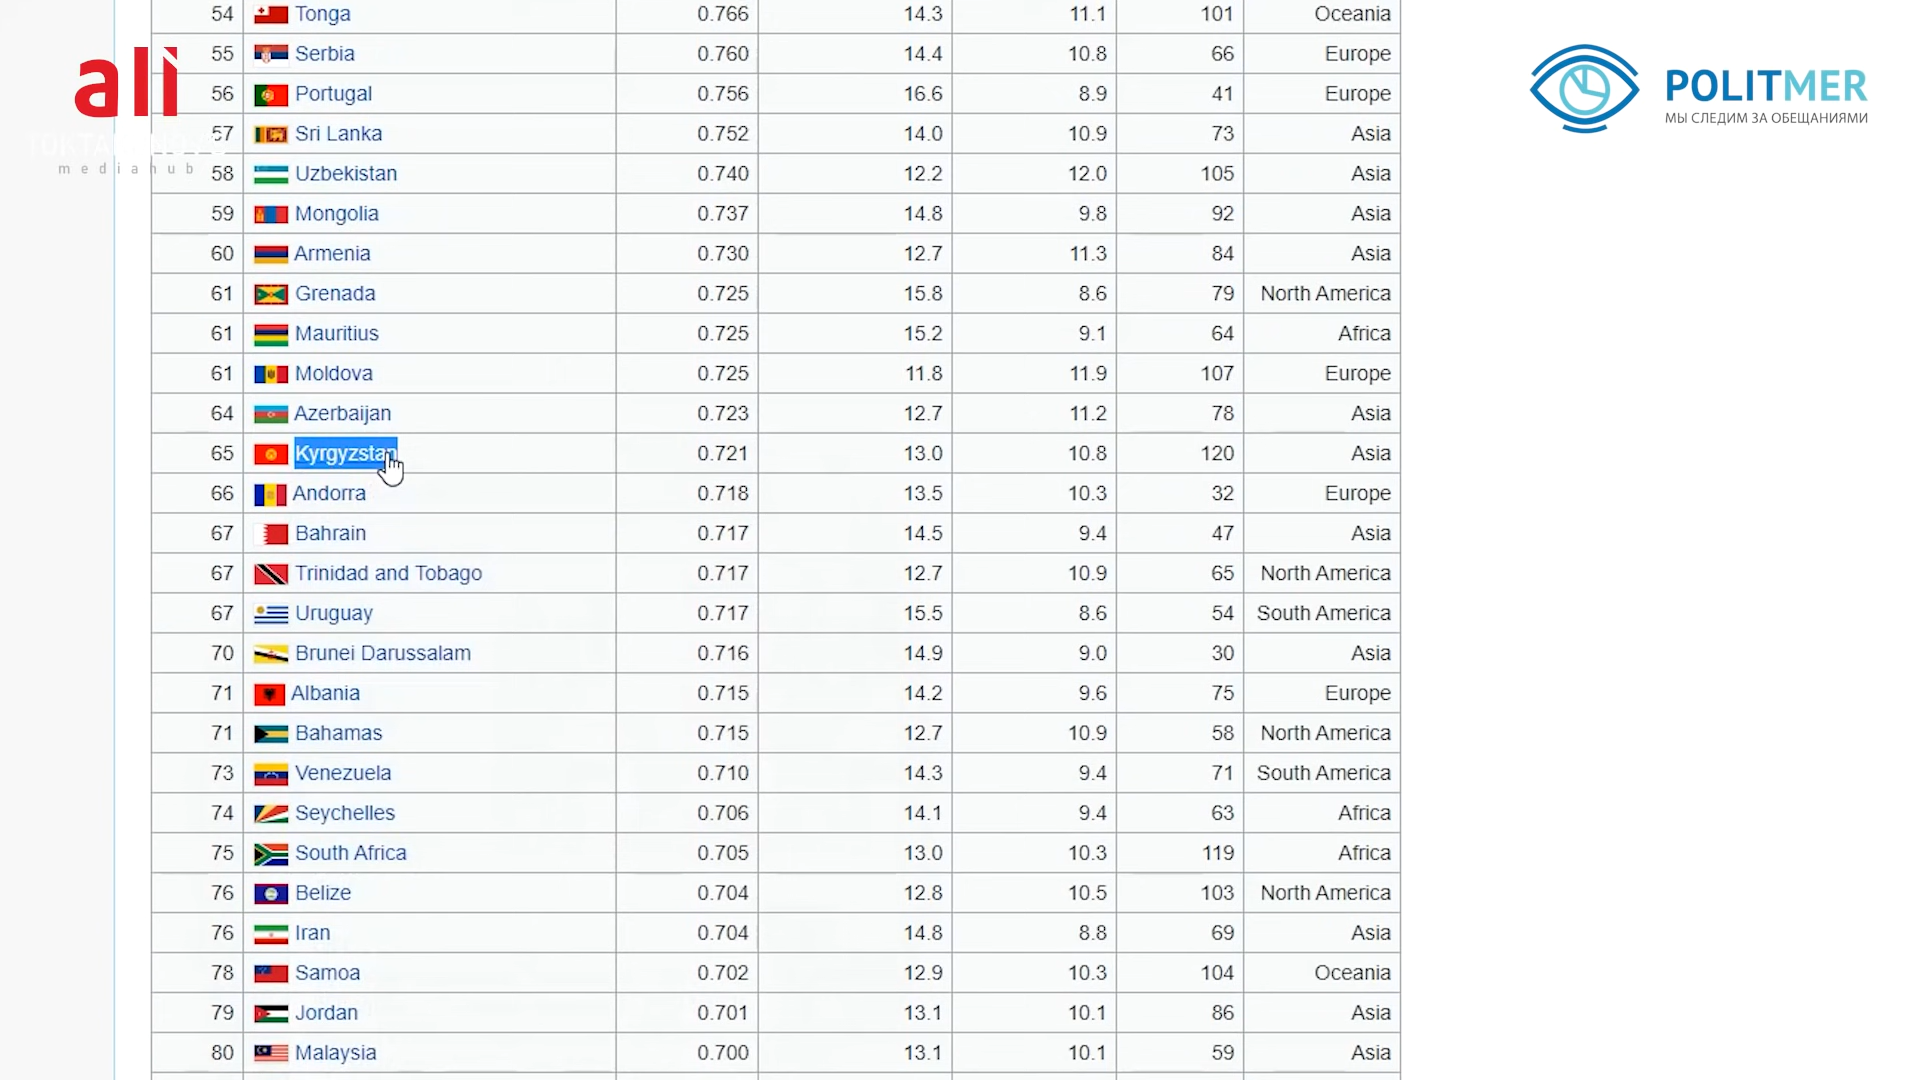 54 Tonga 0.766 14.3 11.1 101 Oceania
55 Serbia 0.760 14.4 10.8 66 Europe
56 Portugal 0.756 16.6 8.9 41 Europe
57 Sri Lanka 0.752 14.0 10.9 73 Asia
58 Uzbekistan 0.740 12.2 12.0 105 Asia
59 Mongolia 0.737 14.8 9.8 92 Asia
60 Armenia 0.730 12.7 11.3 84 Asia
61 Grenada 0.725 15.8 8.6 79 North America
61 Mauritius 0.725 15.2 9.1 64 Africa
61 Moldova 0.725 11.8 11.9 107 Europe
64 Azerbaijan 0.723 12.7 11.2 78 Asia
65 Kyrgyzstan 0.721 13.0 10.8 120 Asia
66 Andorra 0.718 13.5 10.3 32 Europe
67 Bahrain 0.717 14.5 9.4 47 Asia
67 Trinidad and Tobago 0.717 12.7 10.9 65 North America
67 Uruguay 0.717 15.5 8.6 54 South America
70 Brunei Darussalam 0.716 14.9 9.0 30 Asia
71 Albania 0.715 14.2 9.6 75 Europe
71 Bahamas 0.715 12.7 10.9 58 North America
73 Venezuela 0.710 14.3 9.4 71 South America
74 Seychelles 0.706 14.1 9.4 63 Africa
75 South Africa 0.705 13.0 10.3 119 Africa
76 Belize 0.704 12.8 10.5 103 North America
76 Iran 0.704 14.8 8.8 69 Asia
78 Samoa 0.702 12.9 10.3 104 Oceania
79 Jordan 0.701 13.1 10.1 86 Asia
80 Malaysia 0.700 13.1 10.1 59 Asia
ali
mediahub
POLITMER
МЫ СЛЕДИМ ЗА ОБЕЩАНИЯМИ